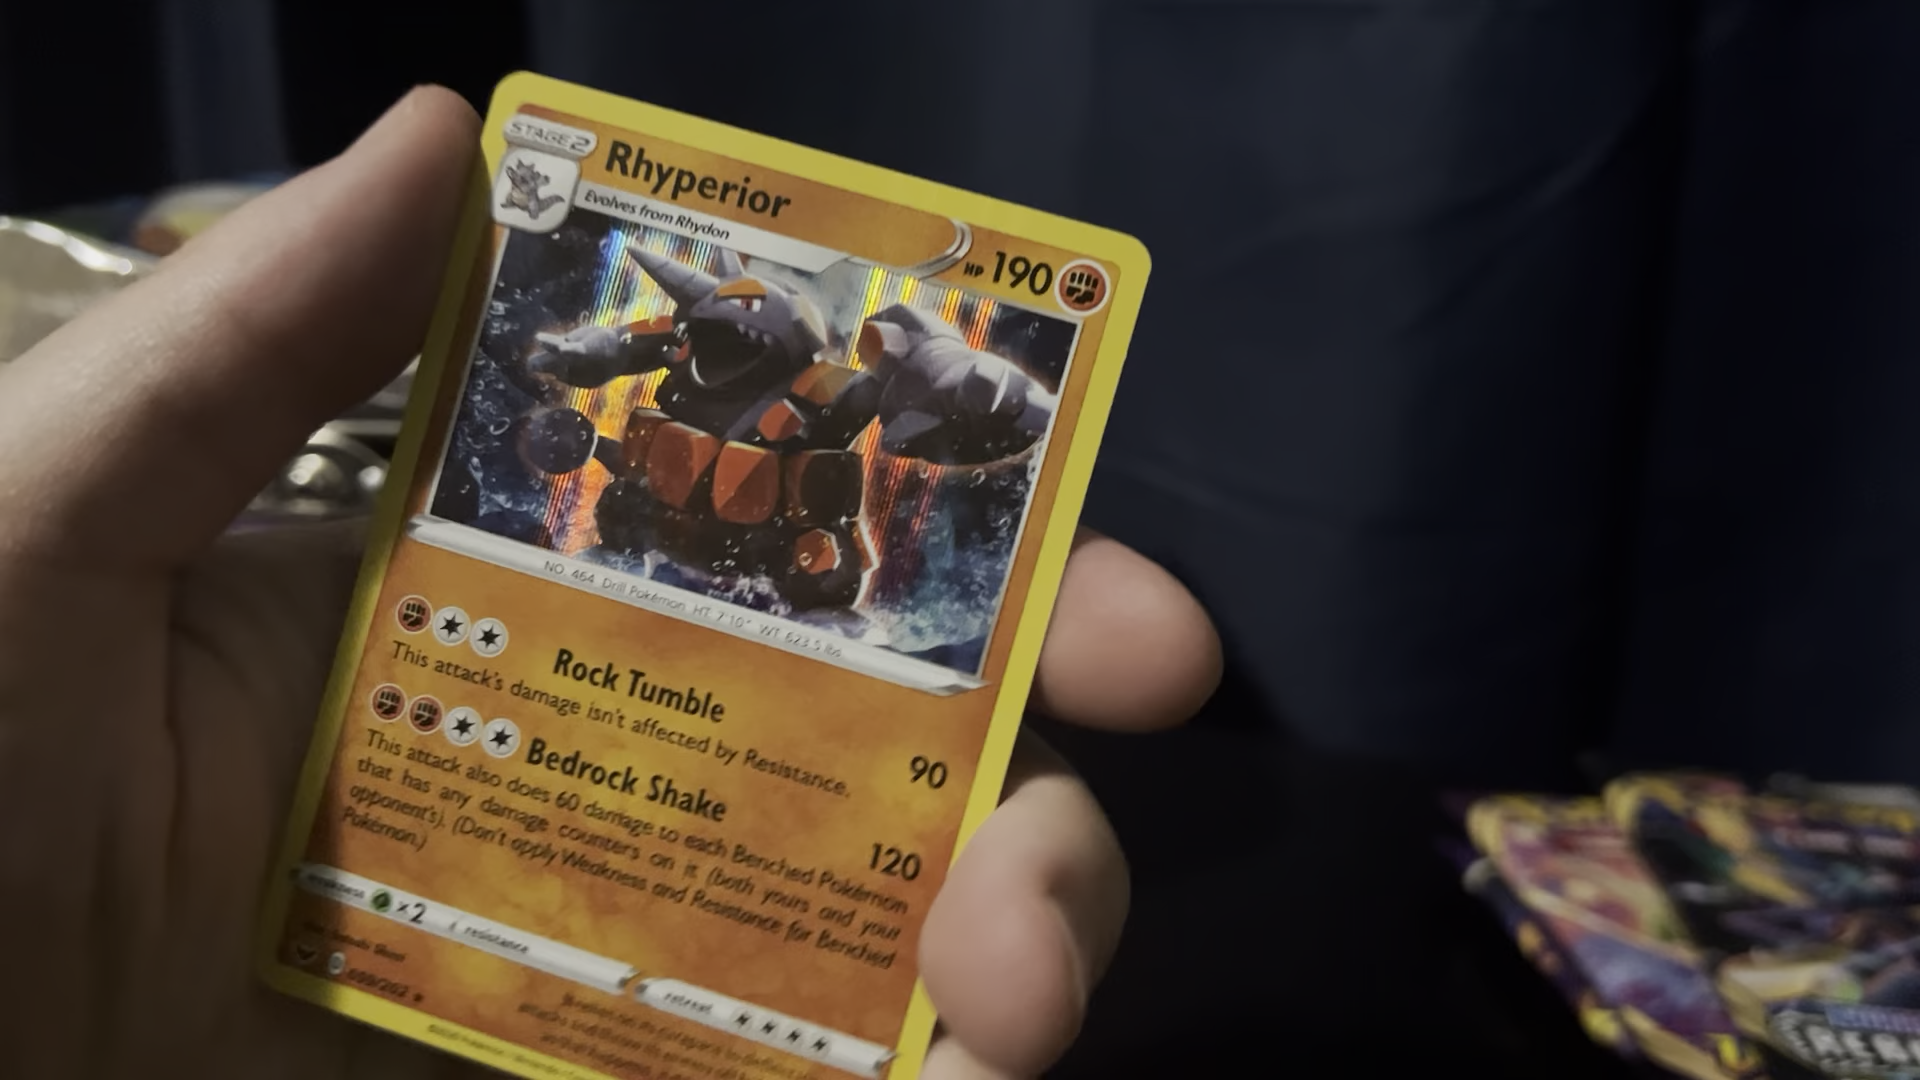 STAGE 2
Rhyperior
Evolves from Rhydon
HP 190
NO. 464 Drill Pokémon HT: 7'10" WT: 623.5 lbs
Rock Tumble 90
This attack's damage isn't affected by Resistance.
Bedrock Shake 120
This attack also does 60 damage to each Benched Pokémon
that has any damage counters on it (both yours and your
opponent's). (Don't apply Weakness and Resistance for Benched
Pokémon.)
weakness ×2 resistance
retreat